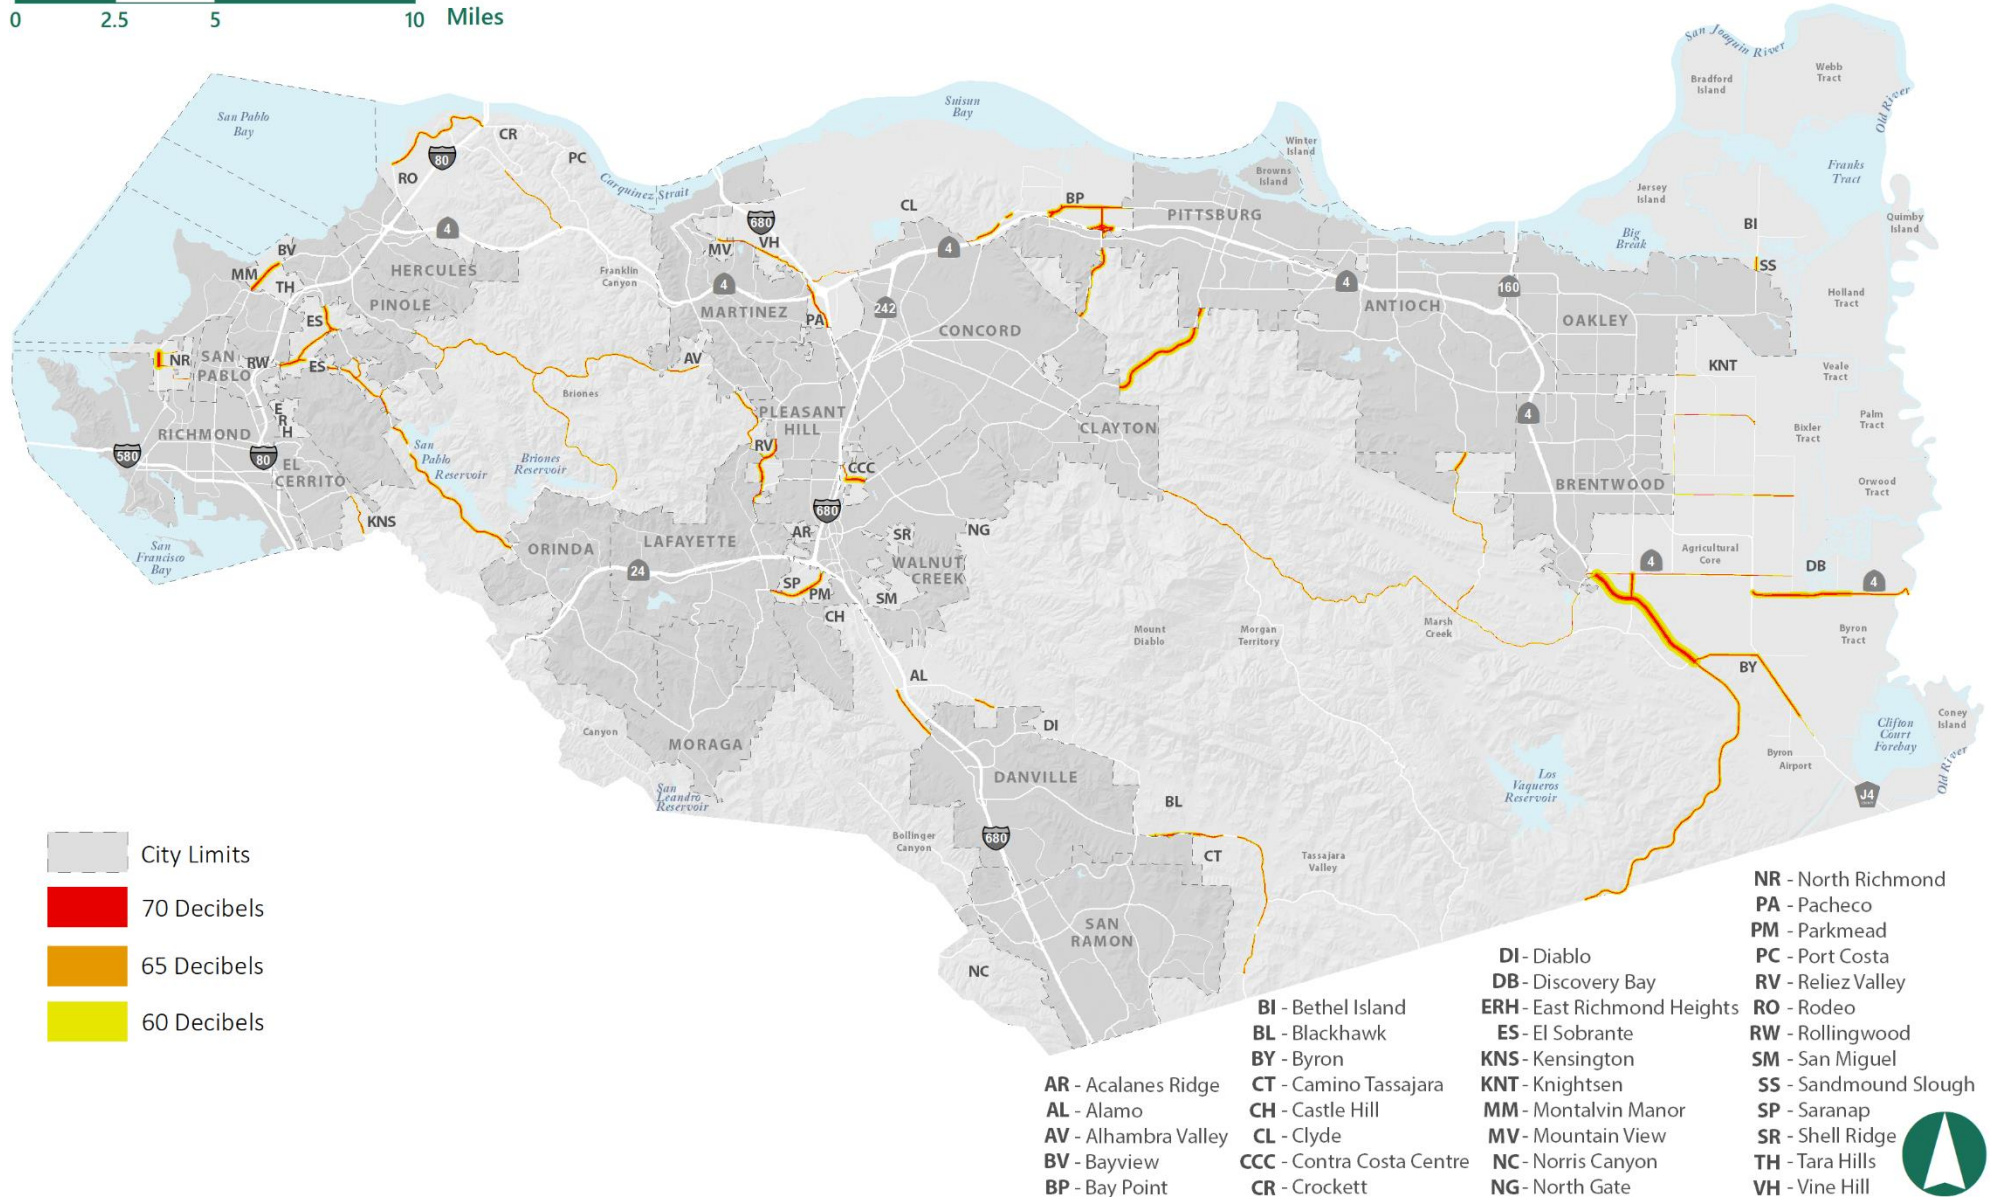 0 2.5 5 10 Miles
San Joaquin River
Webb
Tract
Bradford
Island
Old River
San Pablo
Bay
Suisun
Bay
CR
80
PC
RO
Carquinez Strait
Winter
Island
Browns
Island
Franks
Tract
Jersey
Island
BP
CL
PITTSBURG
Quimby
Island
BI
Big
Break
4
680
VH
MV
4
BV
MM
TH
HERCULES
Franklin
Canyon
4
SS
PINOLE
MARTINEZ
242
4
ANTIOCH
160
OAKLEY
Holland
Tract
ES
PA
CONCORD
NR
SAN
PABLO
RW
ES
AV
KNT
Veale
Tract
Briones
E
R
H
PLEASANT
HILL
CLAYTON
4
Palm
Tract
Bixler
Tract
RICHMOND
580
80
San
Pablo
Reservoir
RV
Briones
Reservoir
CCC
EL
CERRITO
BRENTWOOD
Orwood
Tract
680
KNS
ORINDA
LAFAYETTE
AR
SR
NG
San
Francisco
Bay
24
WALNUT
CREEK
Agricultural
Core
4
DB
4
SP
PM
SM
CH
Mount
Diablo
Morgan
Territory
Marsh
Creek
Byron
Tract
AL
BY
Canyon
MORAGA
DI
Clifton
Court
Forebay
Coney
Island
San
Leandro
Reservoir
DANVILLE
Los
Vaqueros
Reservoir
Byron
Airport
Old River
BL
J4
Bollinger
Canyon
680
CT
Tassajara
Valley
SAN
RAMON
NC
City Limits
70 Decibels
65 Decibels
60 Decibels
AR - Acalanes Ridge
AL - Alamo
AV - Alhambra Valley
BV - Bayview
BP - Bay Point
BI - Bethel Island
BL - Blackhawk
BY - Byron
CT - Camino Tassajara
CH - Castle Hill
CL - Clyde
CCC - Contra Costa Centre
CR - Crockett
DI - Diablo
DB - Discovery Bay
ERH - East Richmond Heights
ES - El Sobrante
KNS - Kensington
KNT - Knightsen
MM - Montalvin Manor
MV - Mountain View
NC - Norris Canyon
NG - North Gate
NR - North Richmond
PA - Pacheco
PM - Parkmead
PC - Port Costa
RV - Reliez Valley
RO - Rodeo
RW - Rollingwood
SM - San Miguel
SS - Sandmound Slough
SP - Saranap
SR - Shell Ridge
TH - Tara Hills
VH - Vine Hill